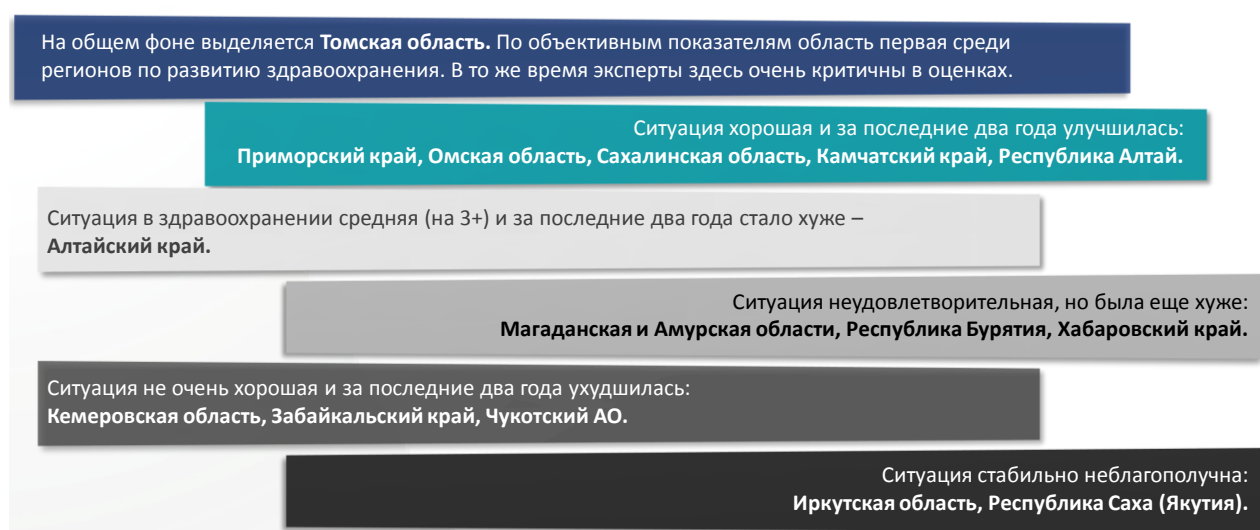 На общем фоне выделяется Томская область. По объективным показателям область первая среди
регионов по развитию здравоохранения. В то же время эксперты здесь очень критичны в оценках.
Ситуация хорошая и за последние два года улучшилась:
Приморский край, Омская область, Сахалинская область, Камчатский край, Республика Алтай.
Ситуация в здравоохранении средняя (на 3+) и за последние два года стало хуже –
Алтайский край.
Ситуация неудовлетворительная, но была еще хуже:
Магаданская и Амурская области, Республика Бурятия, Хабаровский край.
Ситуация не очень хорошая и за последние два года ухудшилась:
Кемеровская область, Забайкальский край, Чукотский АО.
Ситуация стабильно неблагополучна:
Иркутская область, Республика Саха (Якутия).